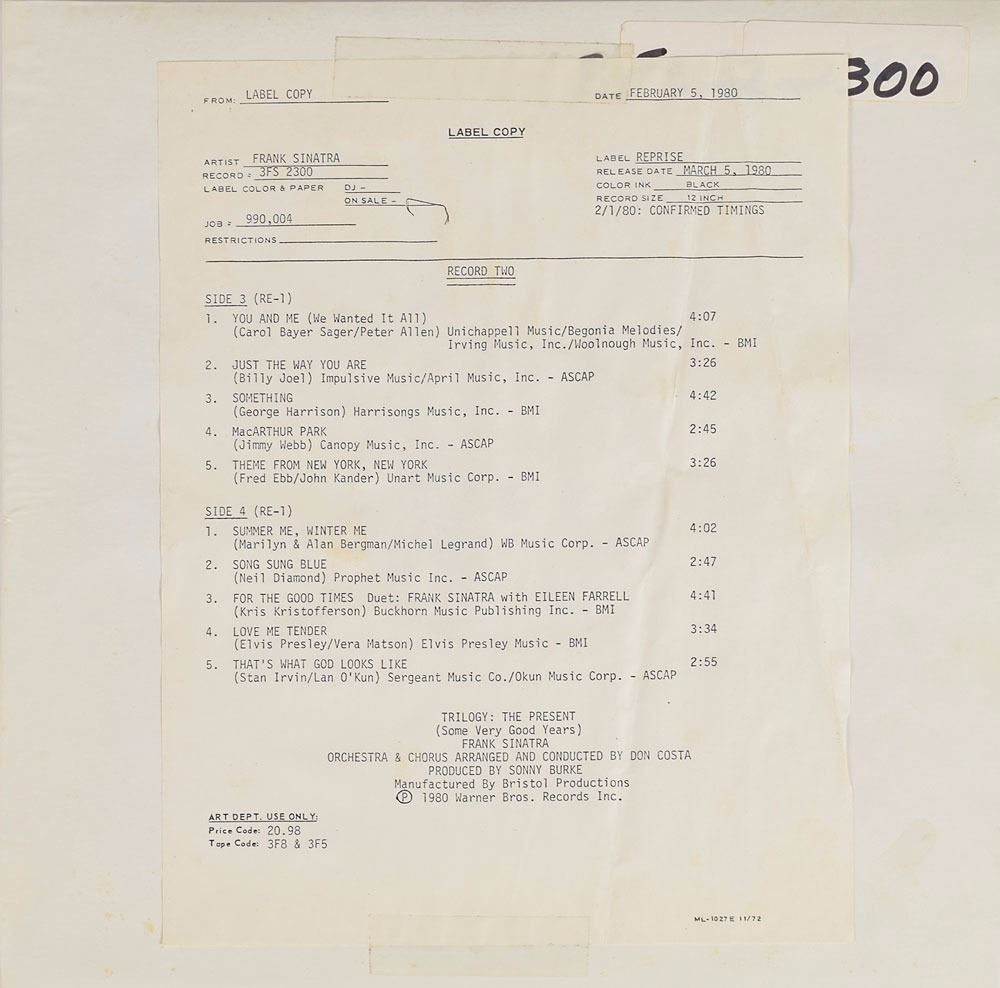 300
FROM: LABEL COPY
DATE FEBRUARY 5, 1980
LABEL COPY
ARTIST FRANK SINATRA
RECORD = 3FS 2300
LABEL COLOR & PAPER DJ -
ON SALE -
JOB = 990,004
RESTRICTIONS
LABEL REPRISE
RELEASE DATE MARCH 5, 1980
COLOR INK BLACK
RECORD SIZE 12 INCH
2/1/80: CONFIRMED TIMINGS
RECORD TWO
SIDE 3 (RE-1)
1. YOU AND ME (We Wanted It All) 4:07
(Carol Bayer Sager/Peter Allen) Unichappell Music/Begonia Melodies/
Irving Music, Inc./Woolnough Music, Inc. - BMI
2. JUST THE WAY YOU ARE 3:26
(Billy Joel) Impulsive Music/April Music, Inc. - ASCAP
3. SOMETHING 4:42
(George Harrison) Harrisongs Music, Inc. - BMI
4. MacARTHUR PARK 2:45
(Jimmy Webb) Canopy Music, Inc. - ASCAP
5. THEME FROM NEW YORK, NEW YORK 3:26
(Fred Ebb/John Kander) Unart Music Corp. - BMI
SIDE 4 (RE-1)
1. SUMMER ME, WINTER ME 4:02
(Marilyn & Alan Bergman/Michel Legrand) WB Music Corp. - ASCAP
2. SONG SUNG BLUE 2:47
(Neil Diamond) Prophet Music Inc. - ASCAP
3. FOR THE GOOD TIMES Duet: FRANK SINATRA with EILEEN FARRELL 4:41
(Kris Kristofferson) Buckhorn Music Publishing Inc. - BMI
4. LOVE ME TENDER 3:34
(Elvis Presley/Vera Matson) Elvis Presley Music - BMI
5. THAT'S WHAT GOD LOOKS LIKE 2:55
(Stan Irvin/Lan O'Kun) Sergeant Music Co./Okun Music Corp. - ASCAP
TRILOGY: THE PRESENT
(Some Very Good Years)
FRANK SINATRA
ORCHESTRA & CHORUS ARRANGED AND CONDUCTED BY DON COSTA
PRODUCED BY SONNY BURKE
Manufactured By Bristol Productions
Ⓟ 1980 Warner Bros. Records Inc.
ART DEPT. USE ONLY:
Price Code: 20.98
Tape Code: 3F8 & 3F5
ML-1027E 11/72